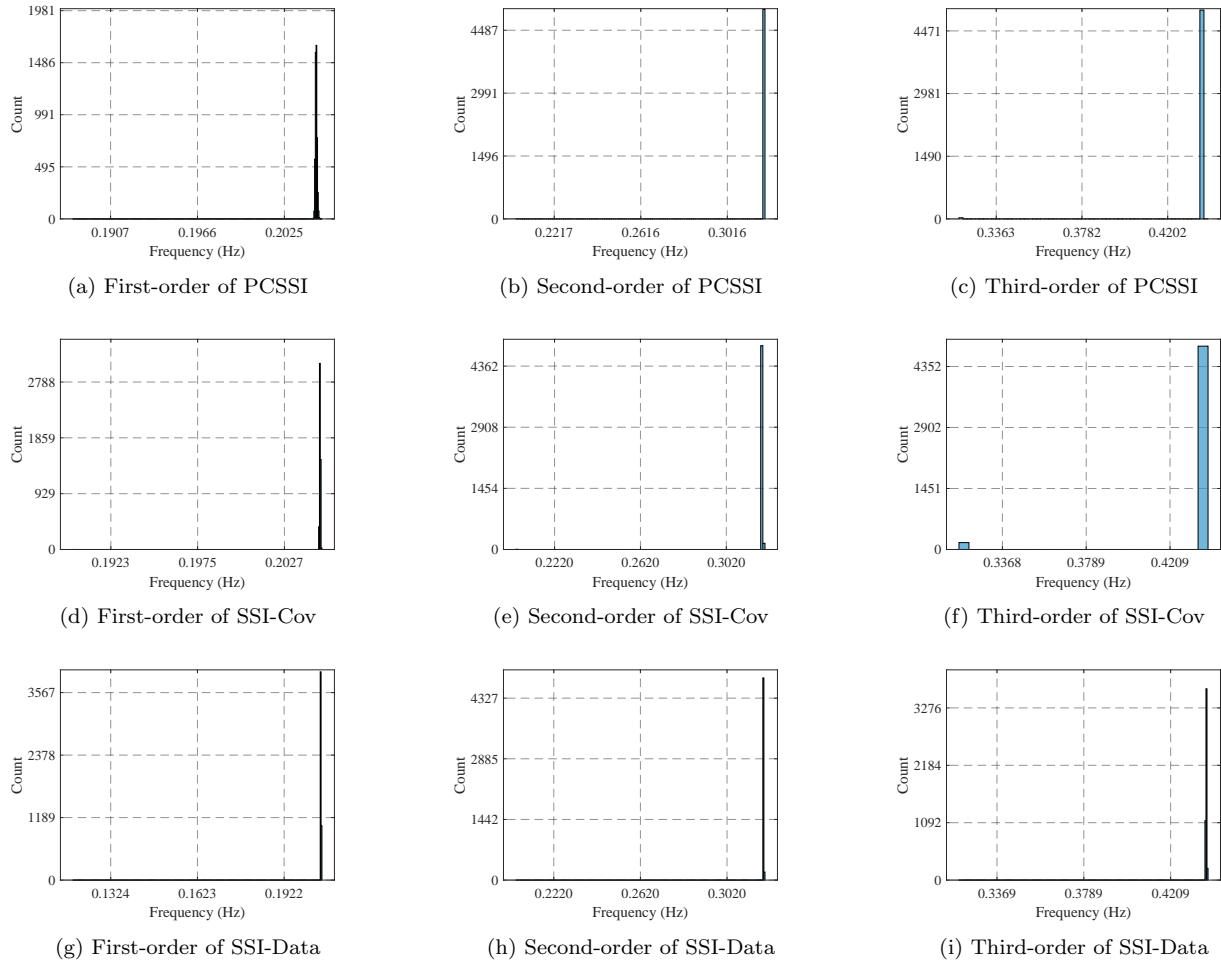 1981
1486
991
495
0
Count
0.1907 0.1966 0.2025
Frequency (Hz)
(a) First-order of PCSSI
4487
2991
1496
0
Count
0.2217 0.2616 0.3016
Frequency (Hz)
(b) Second-order of PCSSI
4471
2981
1490
0
Count
0.3363 0.3782 0.4202
Frequency (Hz)
(c) Third-order of PCSSI
2788
1859
929
0
Count
0.1923 0.1975 0.2027
Frequency (Hz)
(d) First-order of SSI-Cov
4362
2908
1454
0
Count
0.2220 0.2620 0.3020
Frequency (Hz)
(e) Second-order of SSI-Cov
4352
2902
1451
0
Count
0.3368 0.3789 0.4209
Frequency (Hz)
(f) Third-order of SSI-Cov
3567
2378
1189
0
Count
0.1324 0.1623 0.1922
Frequency (Hz)
(g) First-order of SSI-Data
4327
2885
1442
0
Count
0.2220 0.2620 0.3020
Frequency (Hz)
(h) Second-order of SSI-Data
3276
2184
1092
0
Count
0.3369 0.3789 0.4209
Frequency (Hz)
(i) Third-order of SSI-Data